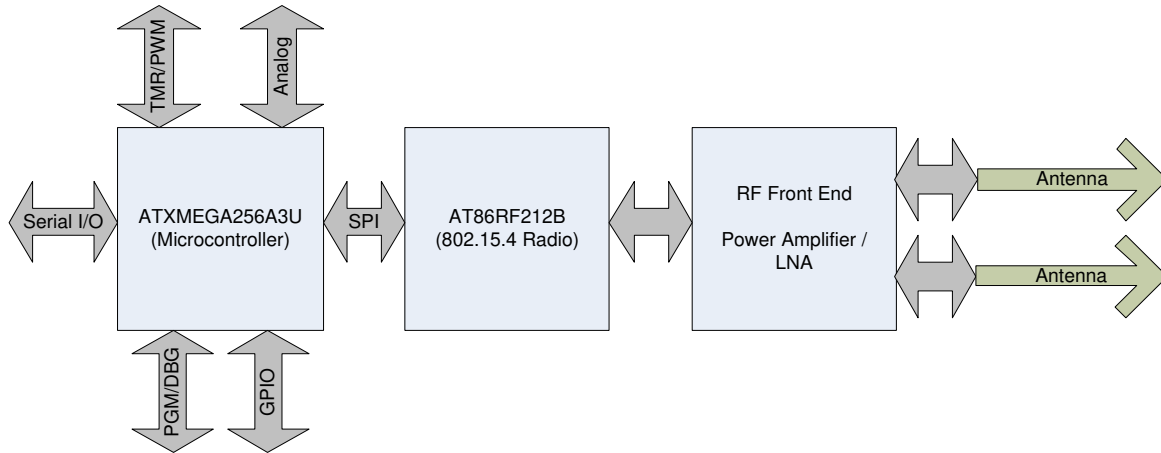 TMR/PWM
Analog
Serial I/O
ATXMEGA256A3U
(Microcontroller)
SPI
AT86RF212B
(802.15.4 Radio)
RF Front End
Power Amplifier /
LNA
Antenna
Antenna
PGM/DBG
GPIO